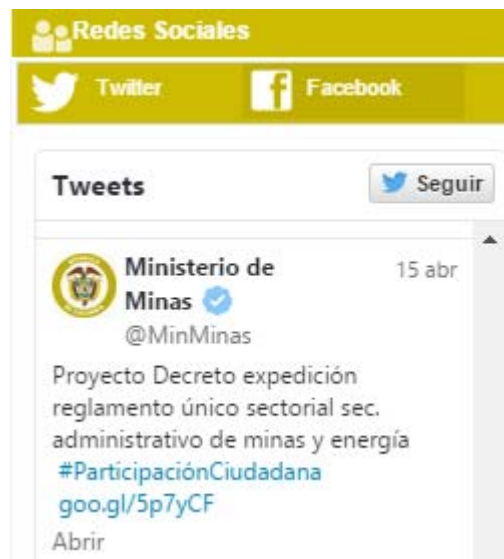 Redes Sociales
Twitter Facebook
Tweets Seguir
Ministerio de 15 abr
Minas
@MinMinas
Proyecto Decreto expedición
reglamento único sectorial sec.
administrativo de minas y energía
#ParticipaciónCiudadana
goo.gl/5p7yCF
Abrir